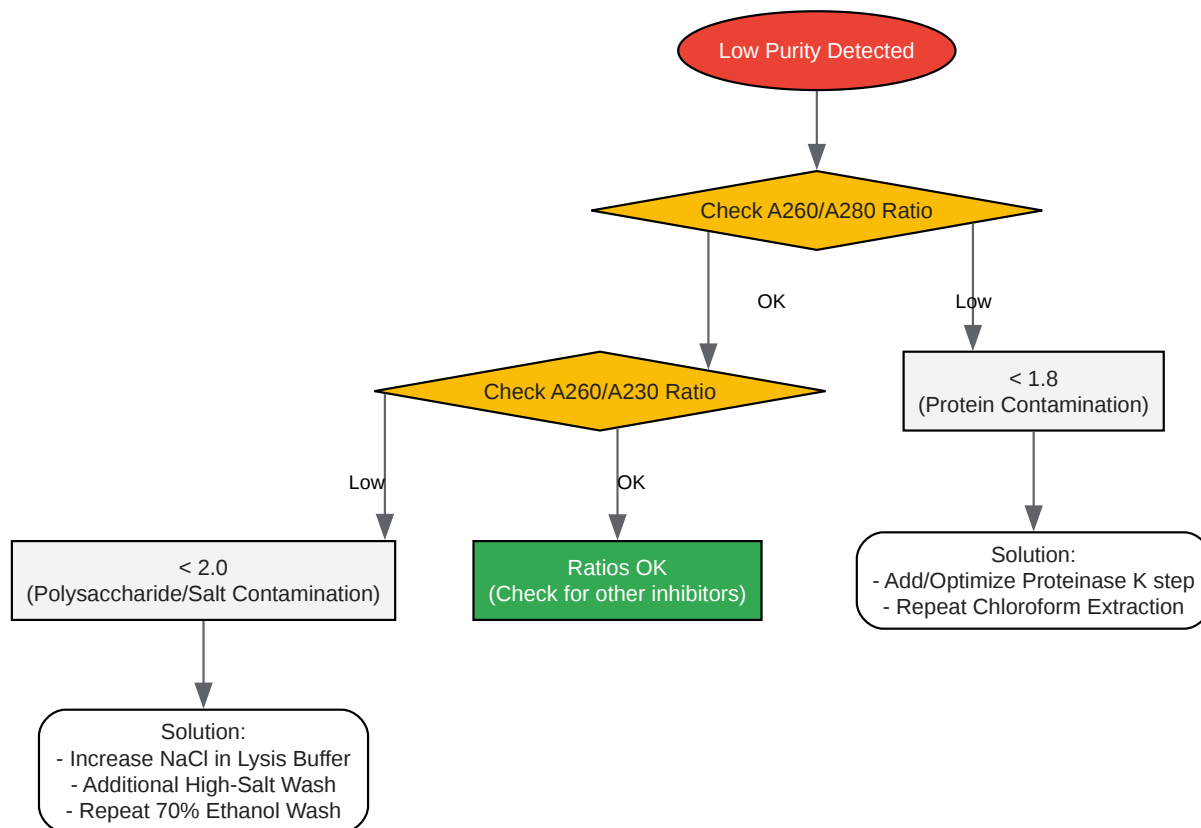 Low Purity Detected
Check A260/A280 Ratio
OK
Low
Check A260/A230 Ratio
< 1.8
(Protein Contamination)
Low
OK
< 2.0
(Polysaccharide/Salt Contamination)
Ratios OK
(Check for other inhibitors)
Solution:
- Add/Optimize Proteinase K step
- Repeat Chloroform Extraction
Solution:
- Increase NaCl in Lysis Buffer
- Additional High-Salt Wash
- Repeat 70% Ethanol Wash